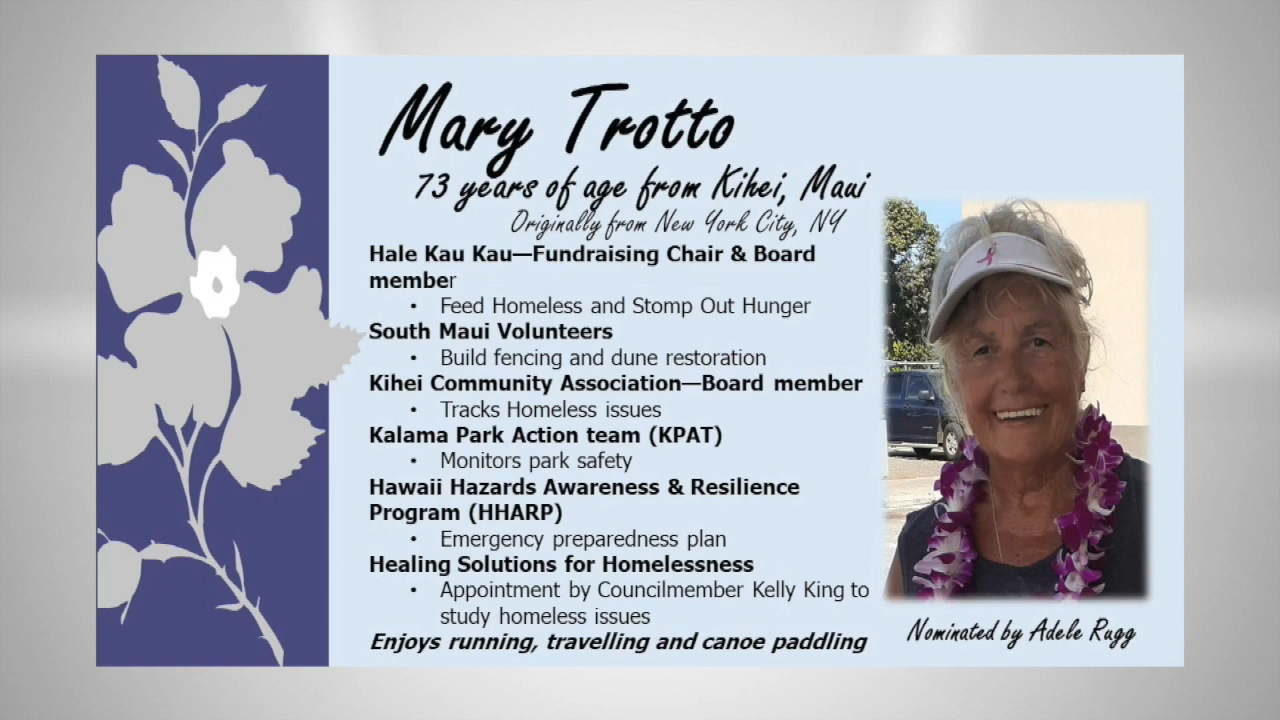 Mary Trotto
73 years of age from Kihei, Maui
Originally from New York City, NY
Hale Kau Kau—Fundraising Chair & Board
member
• Feed Homeless and Stomp Out Hunger
South Maui Volunteers
• Build fencing and dune restoration
Kihei Community Association—Board member
• Tracks Homeless issues
Kalama Park Action team (KPAT)
• Monitors park safety
Hawaii Hazards Awareness & Resilience
Program (HHARP)
• Emergency preparedness plan
Healing Solutions for Homelessness
• Appointment by Councilmember Kelly King to
study homeless issues
Enjoys running, travelling and canoe paddling
Nominated by Adele Rugg